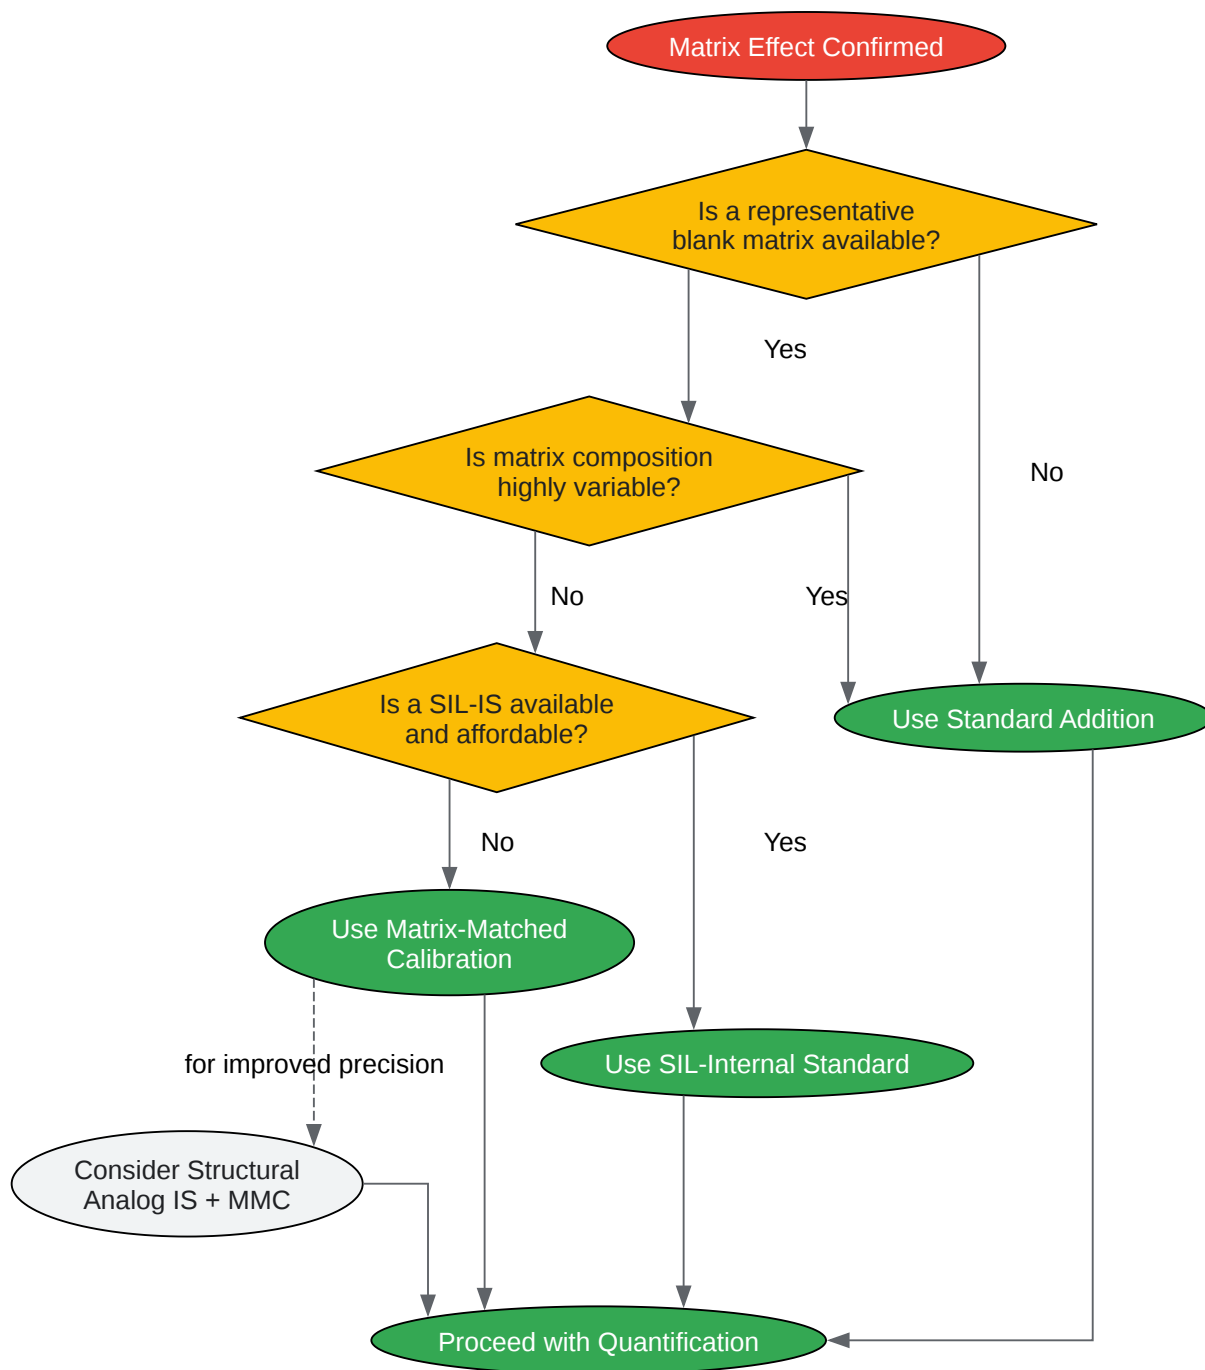 Matrix Effect Confirmed
Is a representative
blank matrix available?
Yes
Is matrix composition
highly variable?
No
No
Yes
Is a SIL-IS available
and affordable?
Use Standard Addition
No
Yes
Use Matrix-Matched
Calibration
for improved precision
Use SIL-Internal Standard
Consider Structural
Analog IS + MMC
Proceed with Quantification